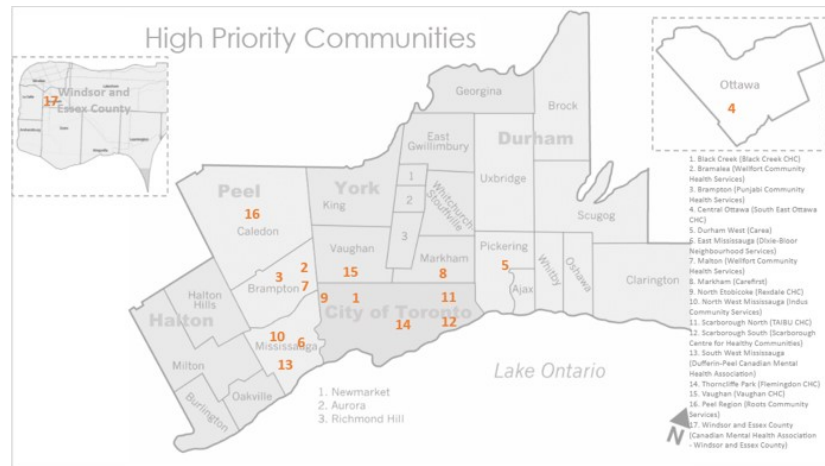 High Priority Communities
17
Windsor and
Essex County
Ottawa
4
Georgina
Brock
East
Gwillimbury
Durham
Uxbridge
Scugog
Peel
16
Caledon
York
King
1
2
3
Whitchurch
Stouffville
Vaughan
15
Markham
8
Pickering
5
Ajax
Whitby
Oshawa
Clarington
2
3
7
Brampton
9
1
11
City of Toronto
14
12
Halton
Hills
Halton
Milton
Burlington
Oakville
10
6
Mississauga
13
1. Newmarket
2. Aurora
3. Richmond Hill
Lake Ontario
N
1. Black Creek (Black Creek CHC)
2. Bramalea (Wellfort Community
Health Services)
3. Brampton (Punjabi Community
Health Services)
4. Central Ottawa (South East Ottawa
CHC)
5. Durham West (Carea)
6. East Mississauga (Dixie-Bloor
Neighbourhood Services)
7. Malton (Wellfort Community
Health Services)
8. Markham (Carefirst)
9. North Etobicoke (Rexdale CHC)
10. North West Mississauga (Indus
Community Services)
11. Scarborough North (TAIBU CHC)
12. Scarborough South (Scarborough
Centre for Healthy Communities)
13. South West Mississauga
(Dufferin-Peel Canadian Mental
Health Association)
14. Thorncliffe Park (Flemingdon CHC)
15. Vaughan (Vaughan CHC)
16. Peel Region (Roots Community
Services)
17. Windsor and Essex County
(Canadian Mental Health Association
- Windsor and Essex County)